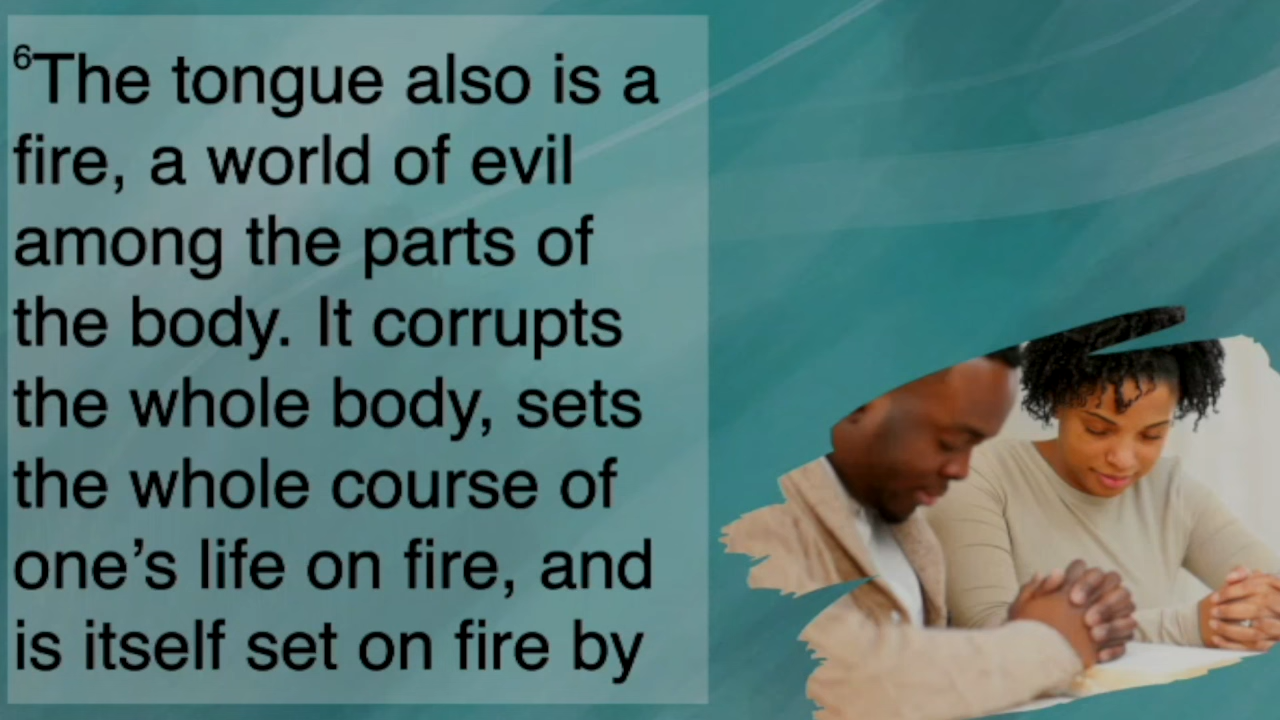 ⁶The tongue also is a
fire, a world of evil
among the parts of
the body. It corrupts
the whole body, sets
the whole course of
one’s life on fire, and
is itself set on fire by